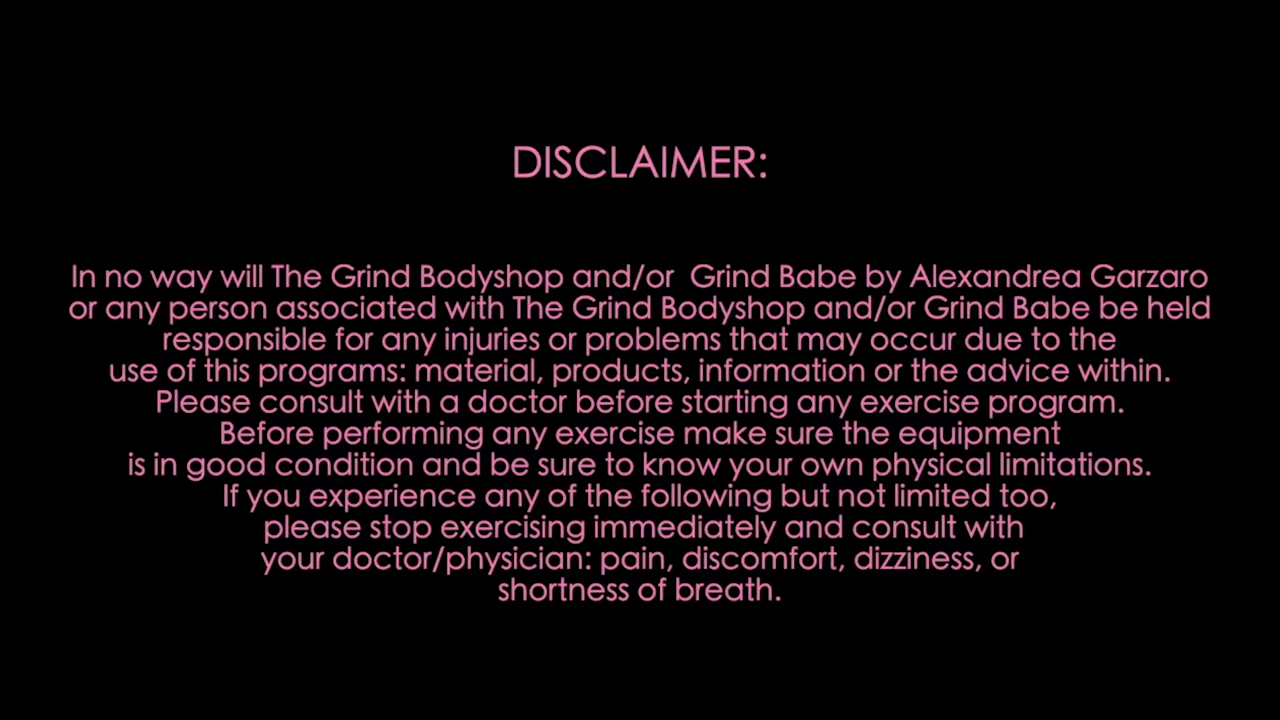 DISCLAIMER:
In no way will The Grind Bodyshop and/or  Grind Babe by Alexandrea Garzaro
or any person associated with The Grind Bodyshop and/or Grind Babe be held
responsible for any injuries or problems that may occur due to the
use of this programs: material, products, information or the advice within.
Please consult with a doctor before starting any exercise program.
Before performing any exercise make sure the equipment
is in good condition and be sure to know your own physical limitations.
If you experience any of the following but not limited too,
please stop exercising immediately and consult with
your doctor/physician: pain, discomfort, dizziness, or
shortness of breath.